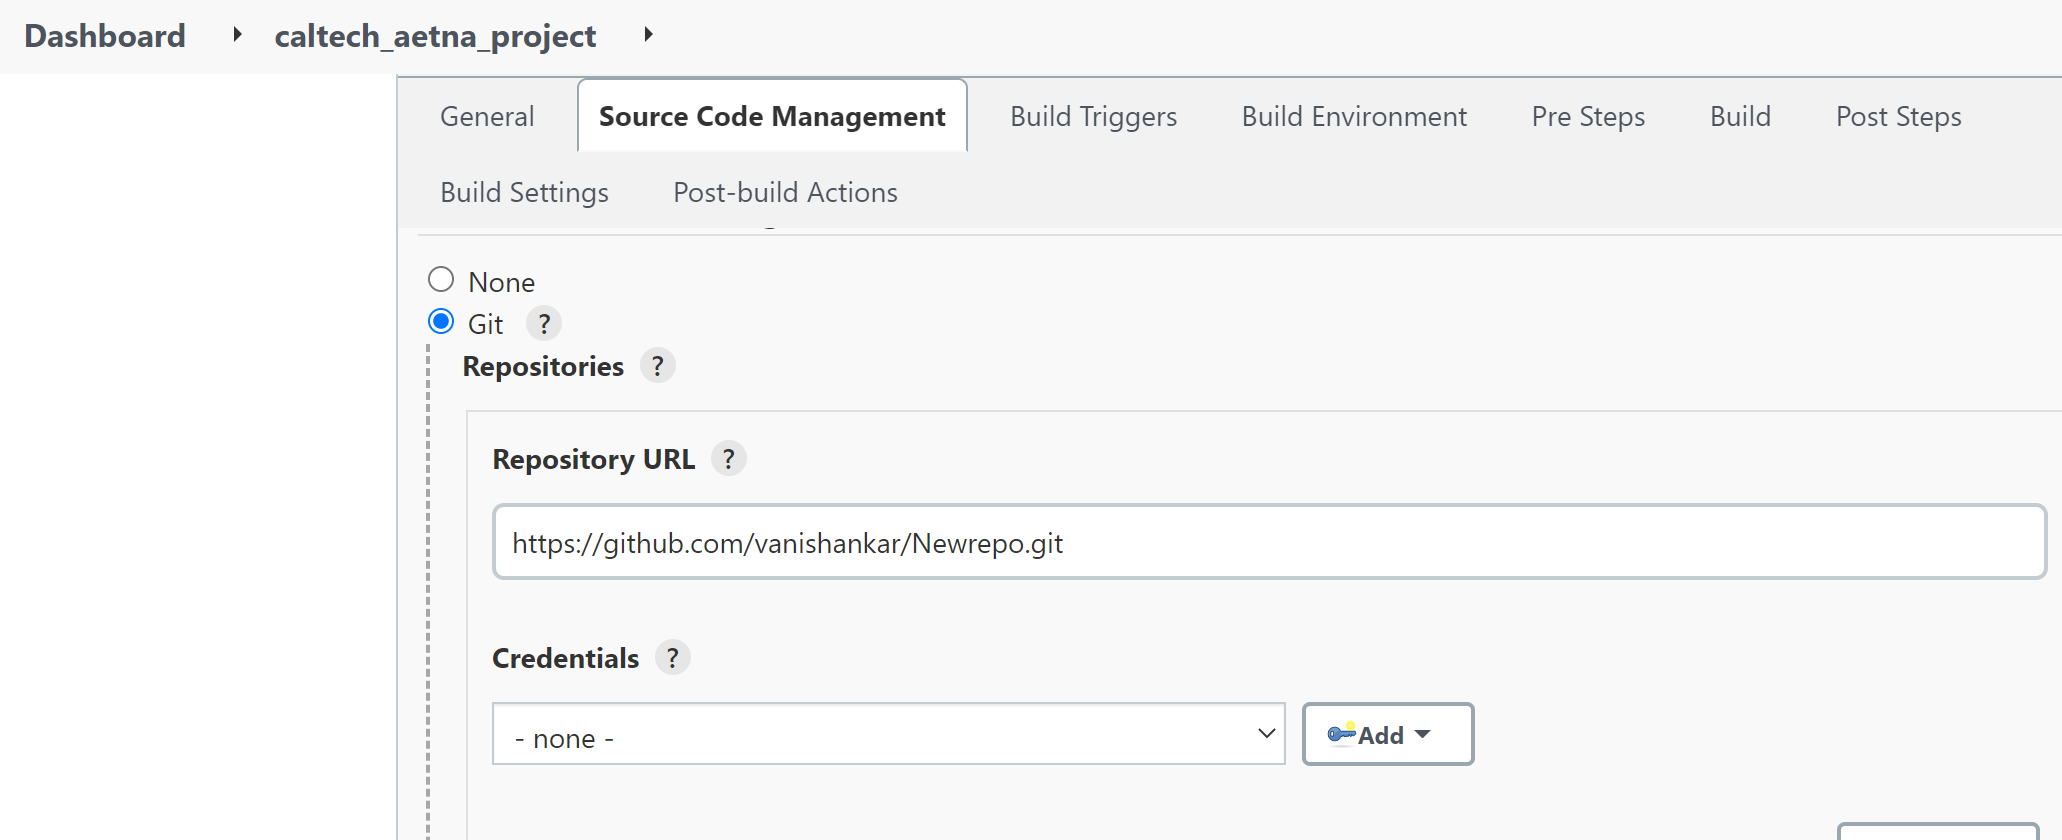 Dashboard caltech_aetna_project
General Source Code Management Build Triggers Build Environment Pre Steps Build Post Steps
Build Settings Post-build Actions
None
Git ?
Repositories ?
Repository URL ?
https://github.com/vanishankar/Newrepo.git
Credentials ?
- none - Add